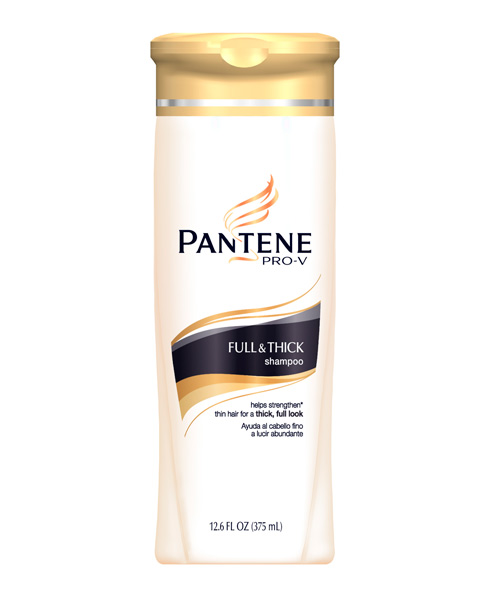 PANTENE
PRO-V
FULL & THICK
shampoo
helps strengthen*
thin hair for a thick, full look
Ayuda al cabello fino
a lucir abundante
12.6 FL OZ (375 mL)